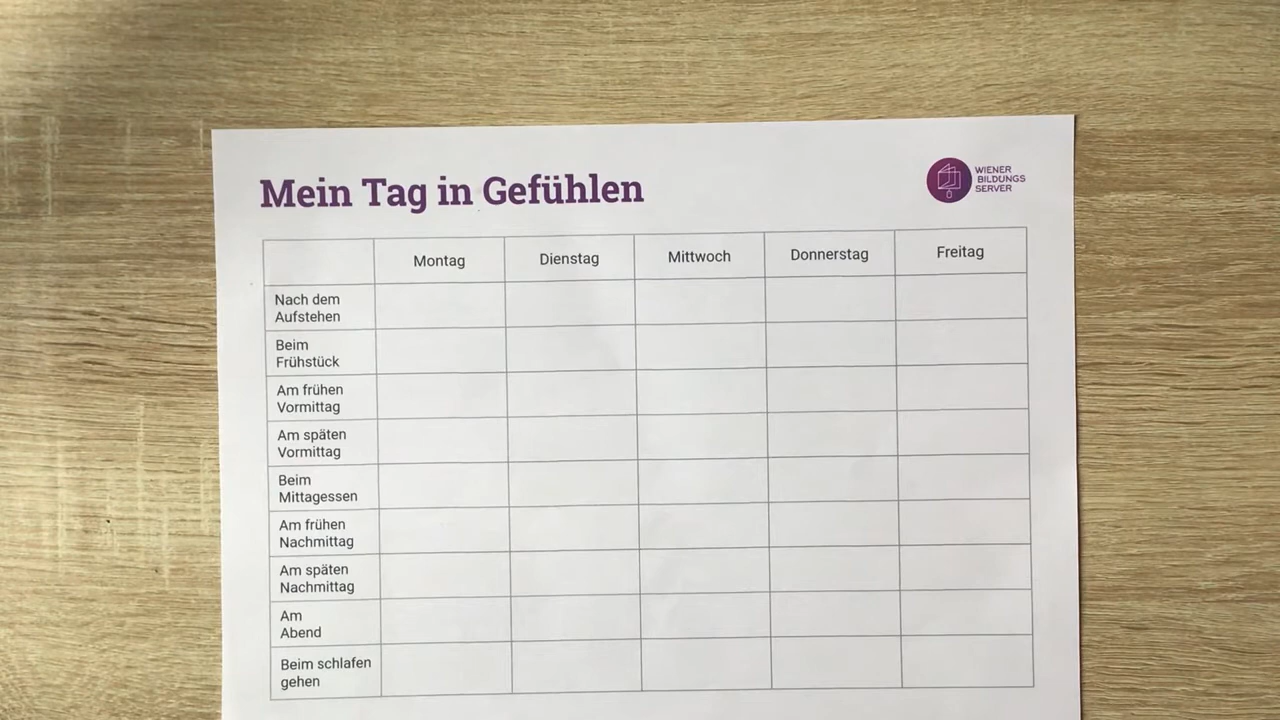 Mein Tag in Gefühlen
WIENER
BILDUNGS
SERVER
Montag Dienstag Mittwoch Donnerstag Freitag
Nach dem
Aufstehen
Beim
Frühstück
Am frühen
Vormittag
Am späten
Vormittag
Beim
Mittagessen
Am frühen
Nachmittag
Am späten
Nachmittag
Am
Abend
Beim schlafen
gehen